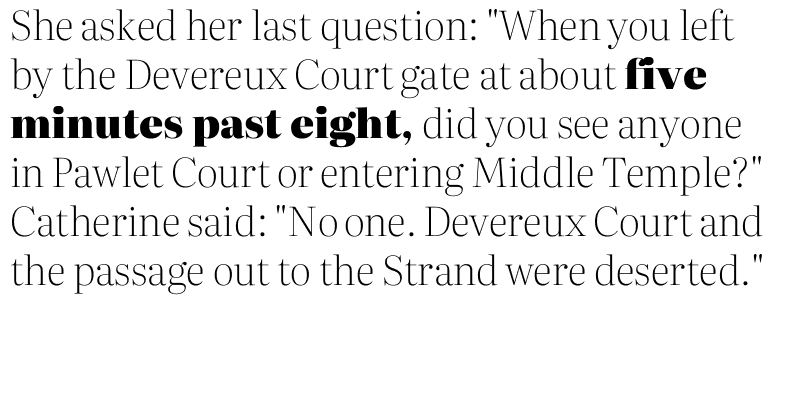 She asked her last question: "When you left
by the Devereux Court gate at about five
minutes past eight, did you see anyone
in Pawlet Court or entering Middle Temple?"
Catherine said: "No one. Devereux Court and
the passage out to the Strand were deserted."